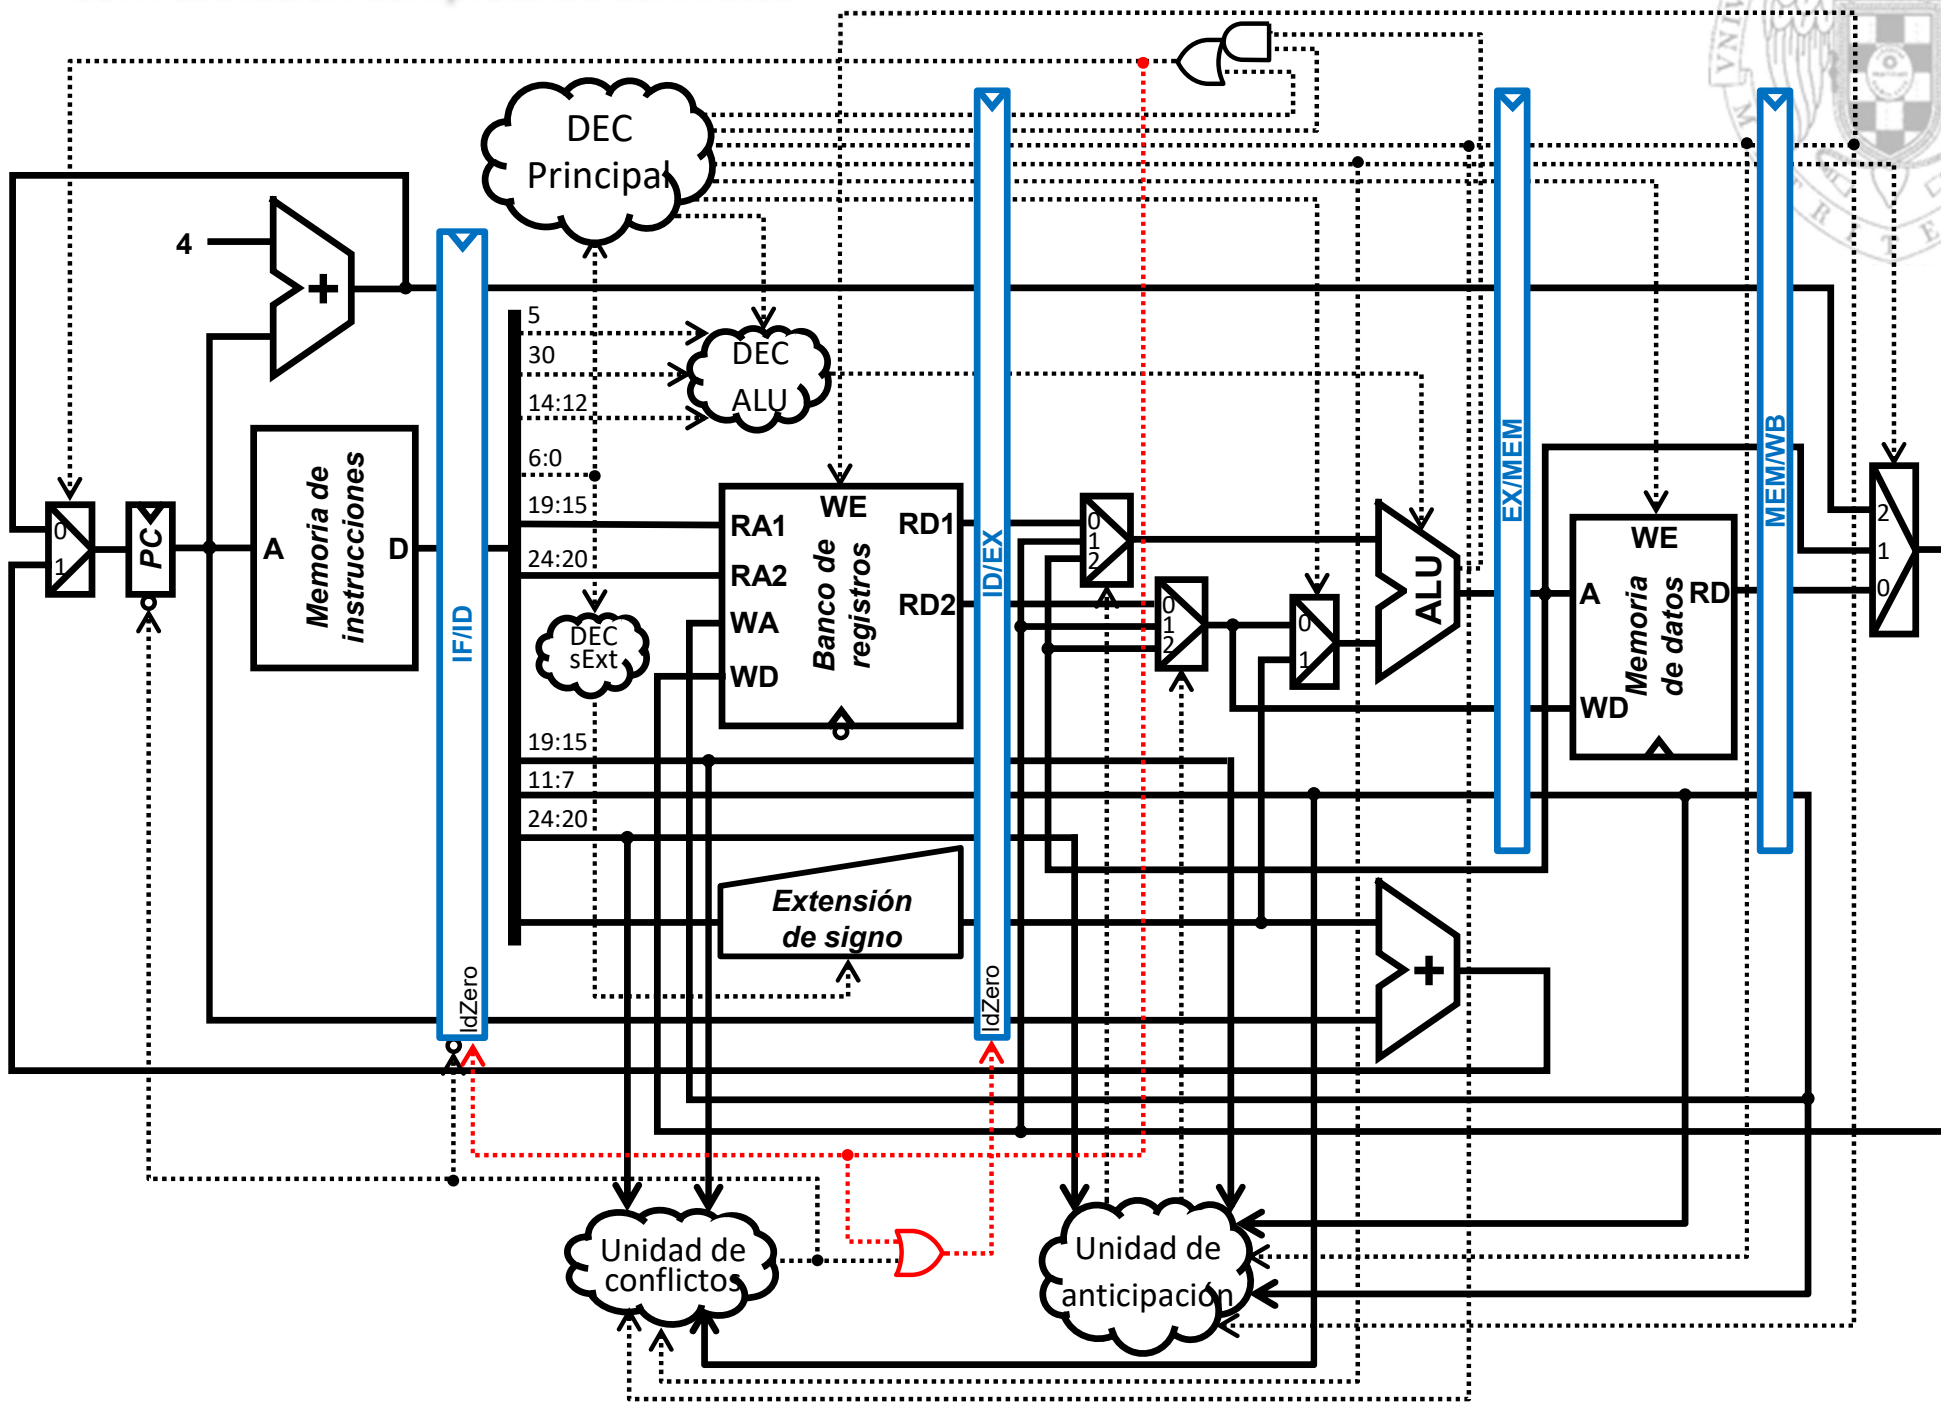 DEC
Principal
4
+
5
30
14:12
6:0
19:15
24:20
DEC
ALU
0
1
PC
A
Memoria de
instrucciones
D
IF/ID
ldZero
DEC
sExt
RA1
RA2
WA
WD
WE
Banco de
registros
RD1
RD2
ID/EX
ldZero
0
1
2
0
1
2
0
1
ALU
EX/MEM
A
WE
Memoria
de datos
RD
WD
MEM/WB
2
1
0
19:15
11:7
24:20
Extensión
de signo
+
Unidad de
conflictos
Unidad de
anticipación